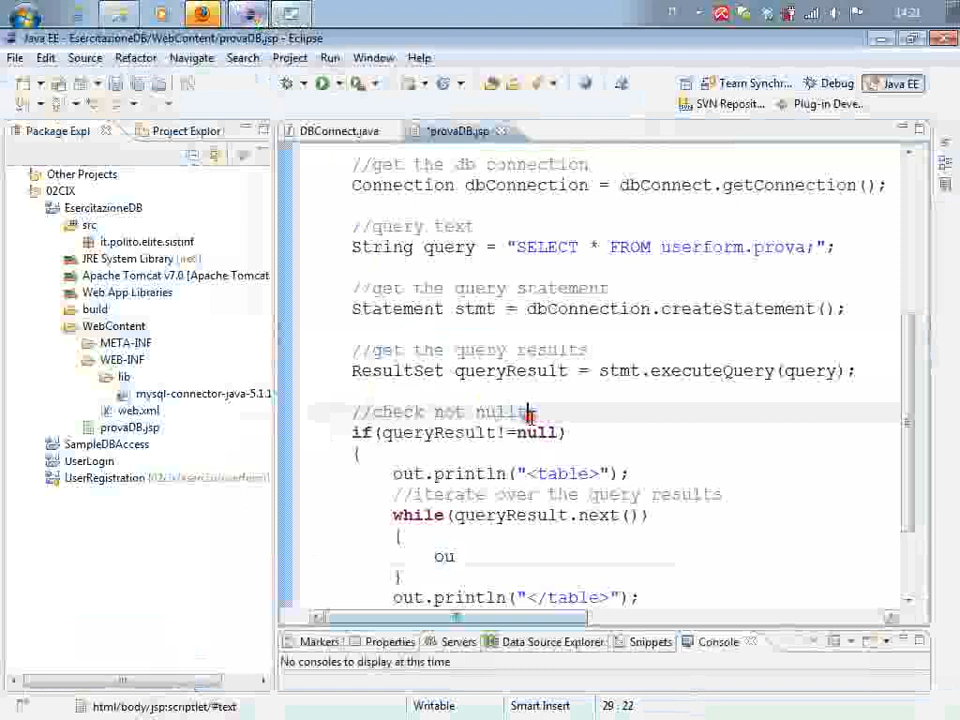 14:21
Java EE - EsercitazioneDB/WebContent/provaDB.jsp - Eclipse
File Edit Source Refactor Navigate Search Project Run Window Help
Team Synchr... Debug Java EE
SVN Reposit... Plug-in Deve...
Package Expl Project Explor
DBConnect.java *provaDB.jsp
Other Projects
02CIX
EsercitazioneDB
src
it.polito.elite.sistinf
JRE System Library
Apache Tomcat v7.0 [Apache Tomcat
Web App Libraries
build
WebContent
META-INF
WEB-INF
lib
mysql-connector-java-5.1.1
web.xml
provaDB.jsp
SampleDBAccess
UserLogin
UserRegistration
//get the db connection
Connection dbConnection = dbConnect.getConnection();
//query text
String query = "SELECT * FROM userform.prova;";
//get the query statement
Statement stmt = dbConnection.createStatement();
//get the query results
ResultSet queryResult = stmt.executeQuery(query);
//check not null
if(queryResult!=null)
{
out.println("<table>");
//iterate over the query results
while(queryResult.next())
{
ou
}
out.println("</table>");
Markers Properties Servers Data Source Explorer Snippets Console
No consoles to display at this time
html/body/jsp:scriptlet/#text Writable Smart Insert 29 : 22